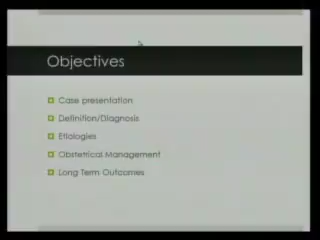 Objectives
Case presentation
Definition/Diagnosis
Etiologies
Obstetrical Management
Long Term Outcomes